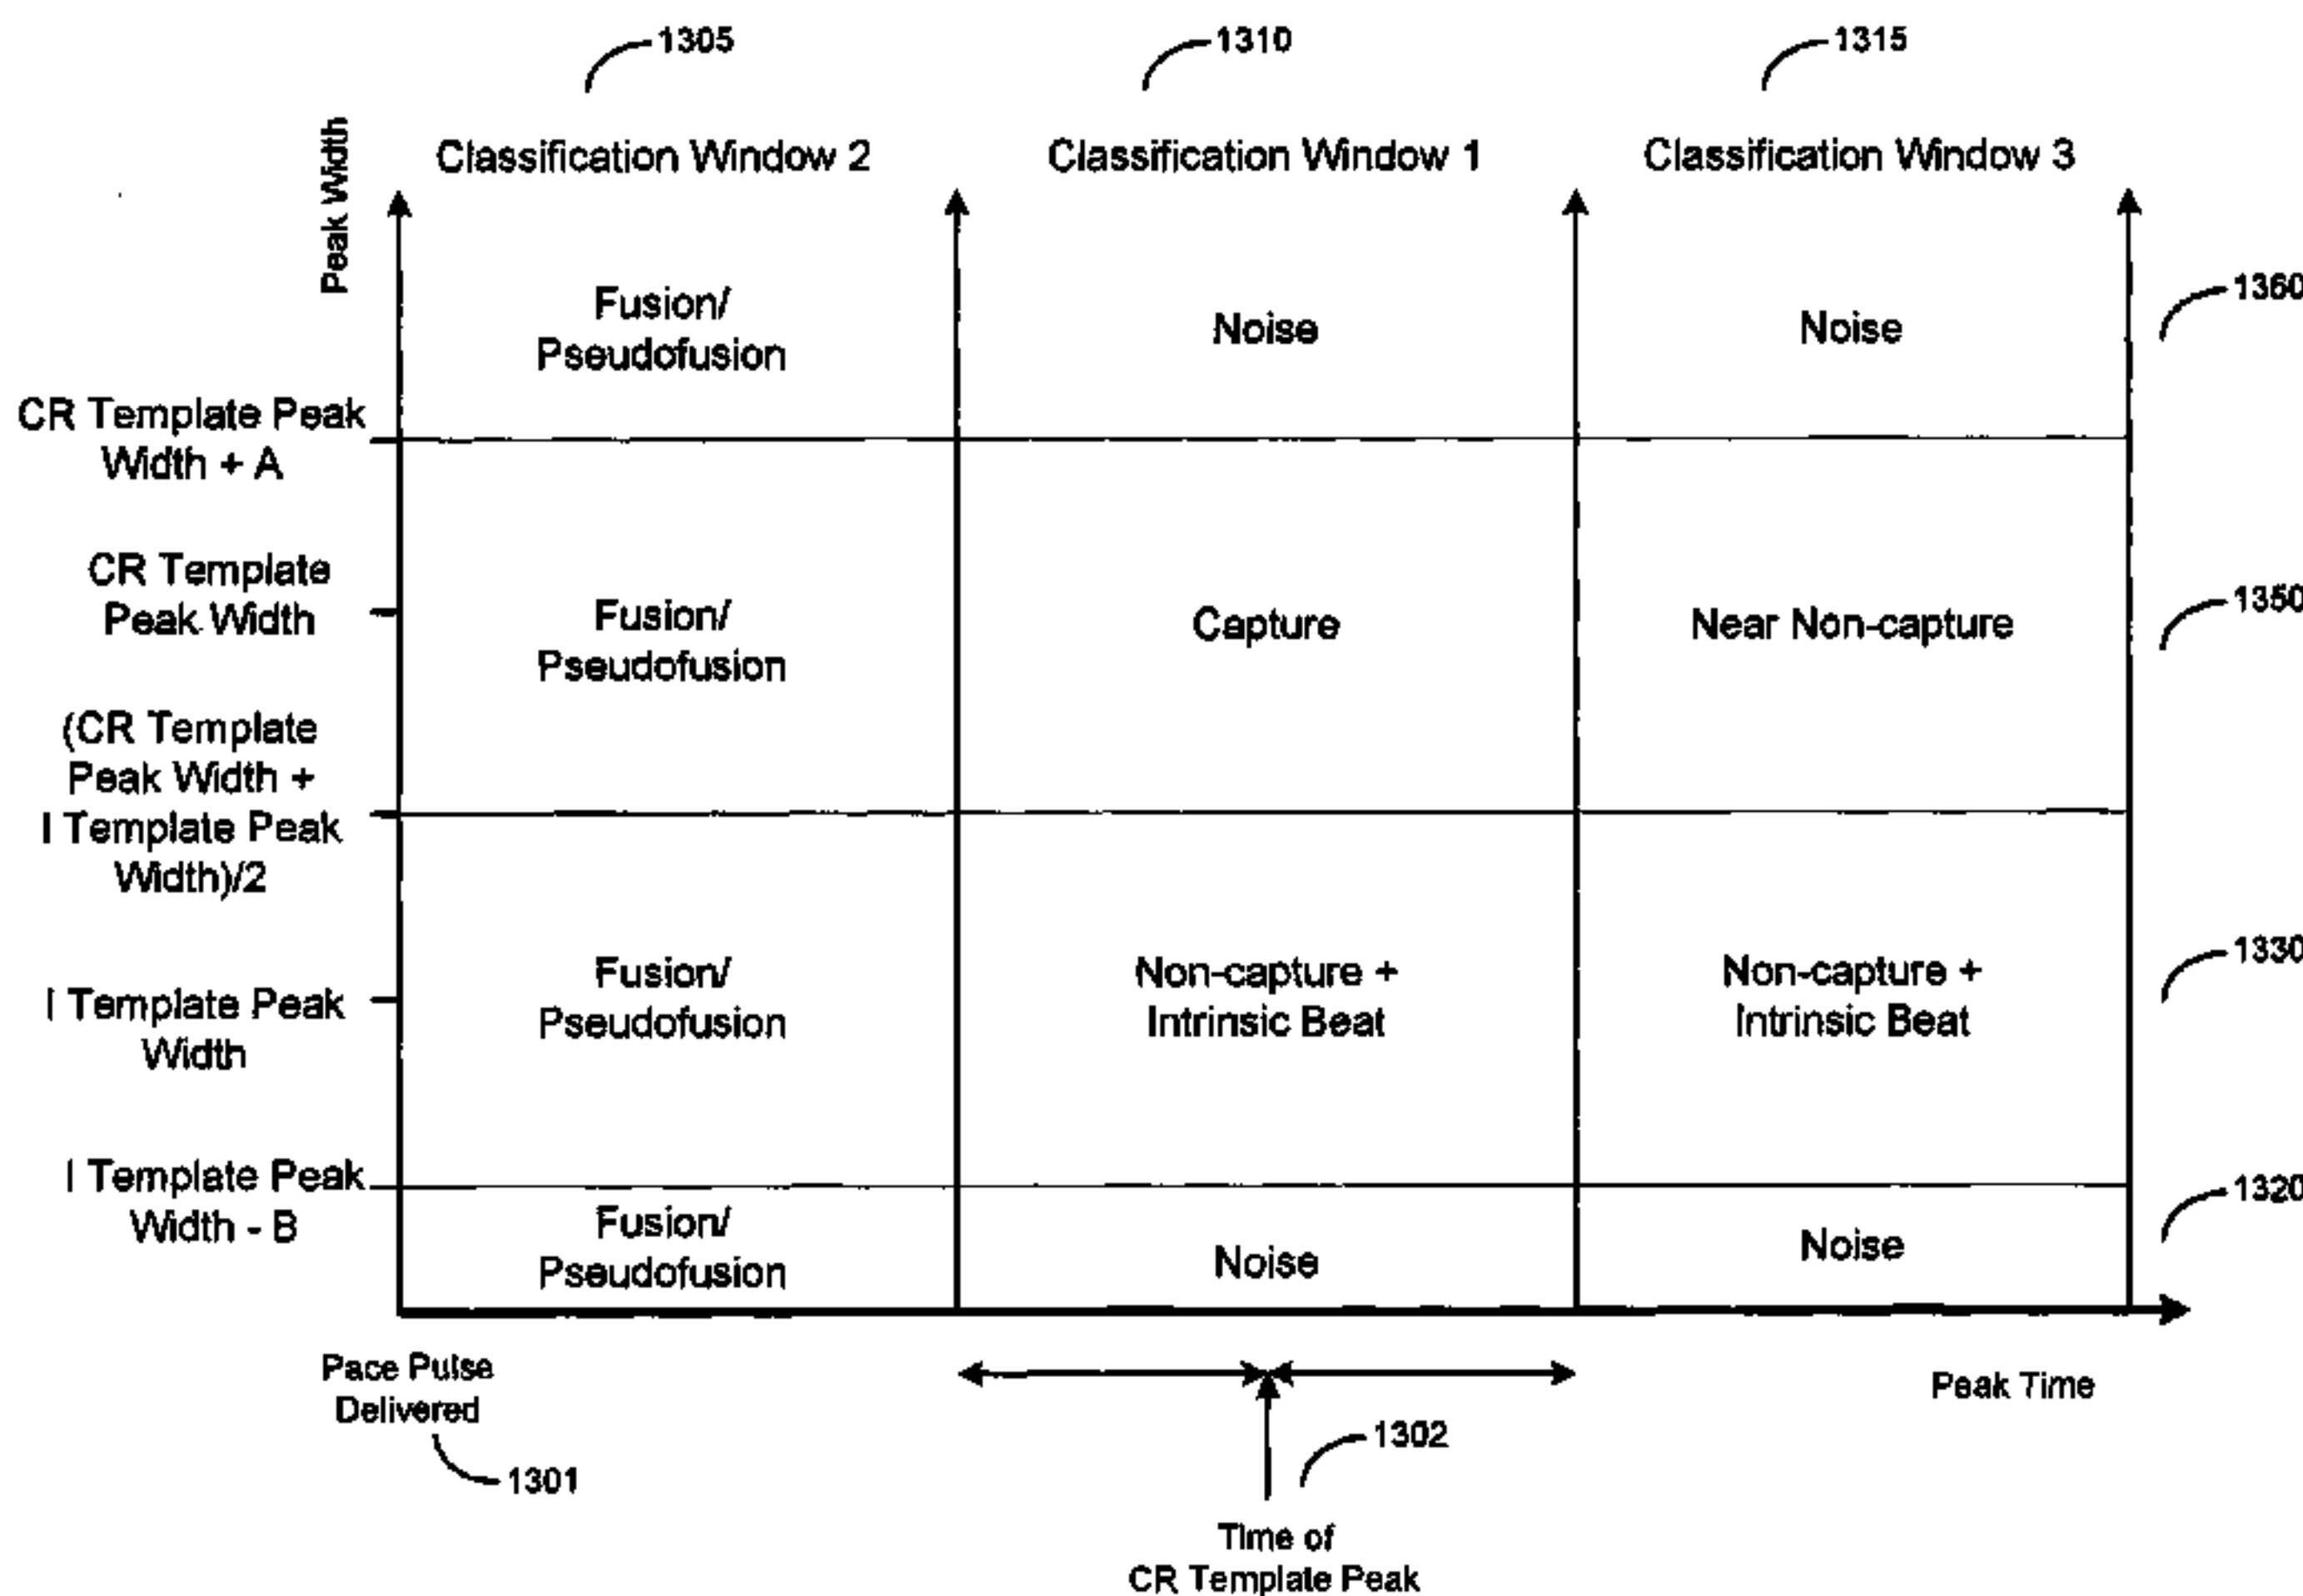 1305
1310
1315
Peak Width
Classification Window 2
Classification Window 1
Classification Window 3
Fusion/
Pseudofusion
Noise
Noise
1360
CR Template Peak
Width + A
CR Template
Peak Width
Fusion/
Pseudofusion
Capture
Near Non-capture
1350
(CR Template
Peak Width +
I Template Peak
Width)/2
Fusion/
Pseudofusion
Non-capture +
Intrinsic Beat
Non-capture +
Intrinsic Beat
1330
I Template Peak
Width
I Template Peak
Width - B
Fusion/
Pseudofusion
Noise
Noise
1320
Pace Pulse
Delivered
1301
Peak Time
1302
Time of
CR Template Peak